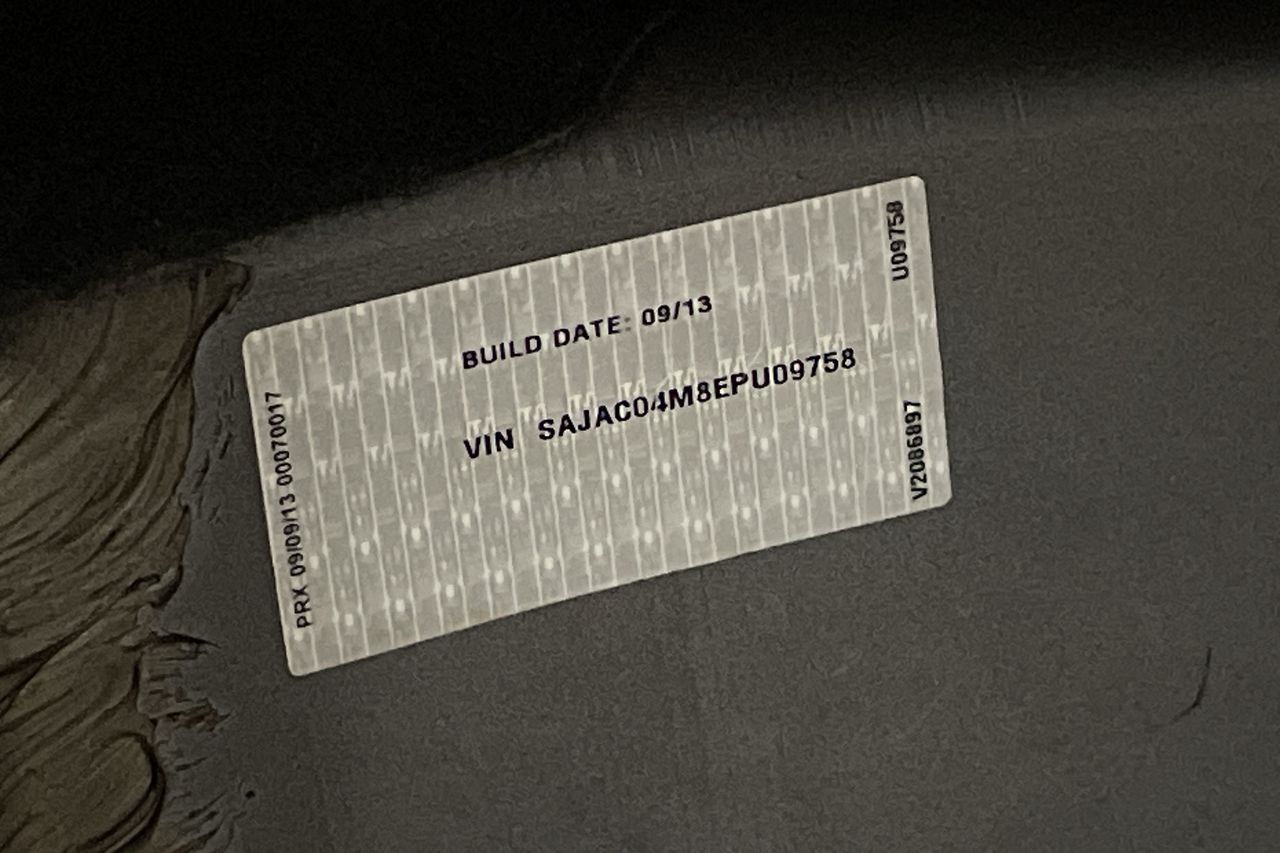 BUILD DATE: 09/13
VIN SAJAC04M8EPU09758
PRX 09/09/13 00070017
U09758
V2086897